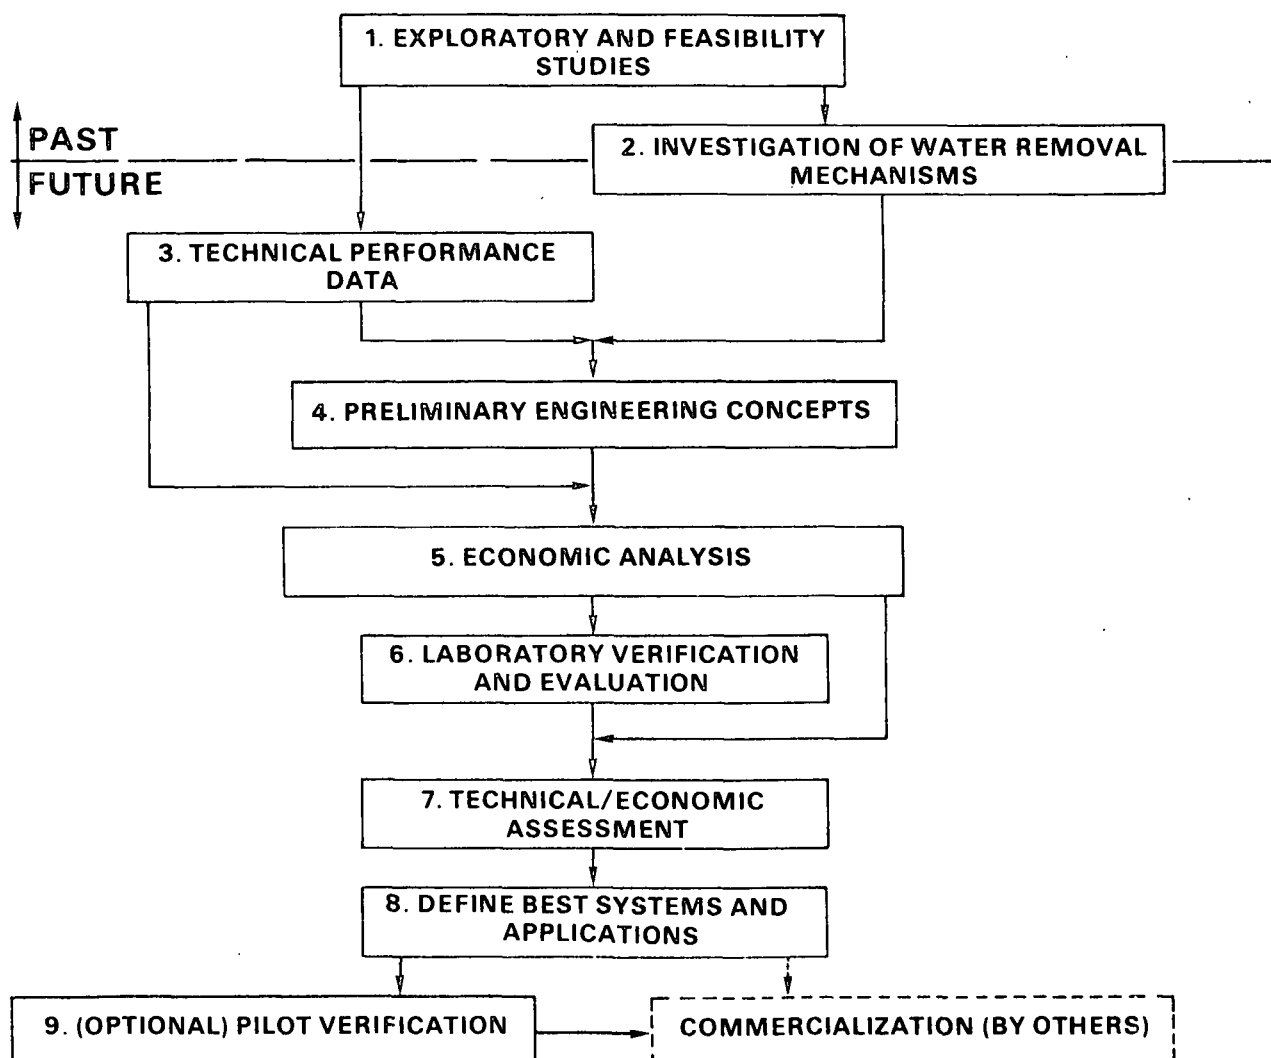 1. EXPLORATORY AND FEASIBILITY
STUDIES
PAST
FUTURE
2. INVESTIGATION OF WATER REMOVAL
MECHANISMS
3. TECHNICAL PERFORMANCE
DATA
4. PRELIMINARY ENGINEERING CONCEPTS
5. ECONOMIC ANALYSIS
6. LABORATORY VERIFICATION
AND EVALUATION
7. TECHNICAL/ECONOMIC
ASSESSMENT
8. DEFINE BEST SYSTEMS AND
APPLICATIONS
9. (OPTIONAL) PILOT VERIFICATION
COMMERCIALIZATION (BY OTHERS)